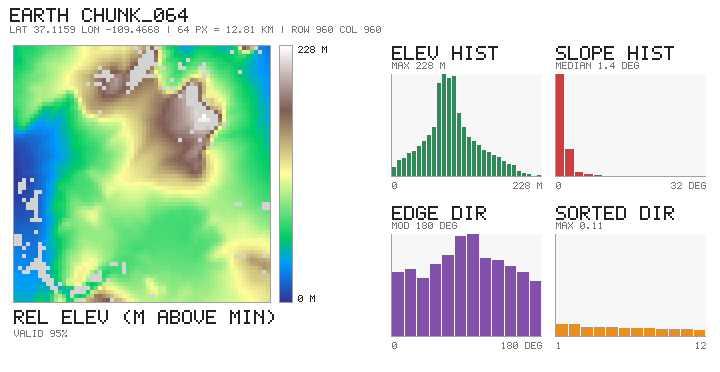 EARTH CHUNK_064
LAT 37.1159 LON -109.4668 | 64 PX = 12.81 KM | ROW 960 COL 960
228 M
0 M
REL ELEV (M ABOVE MIN)
VALID 95%
ELEV HIST
MAX 228 M
0 228 M
SLOPE HIST
MEDIAN 1.4 DEG
0 32 DEG
EDGE DIR
MOD 180 DEG
0 180 DEG
SORTED DIR
MAX 0.11
1 12